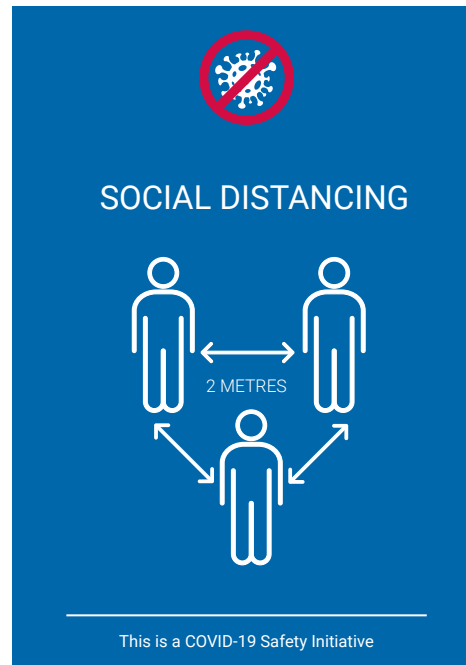 SOCIAL DISTANCING
2 METRES
This is a COVID-19 Safety Initiative